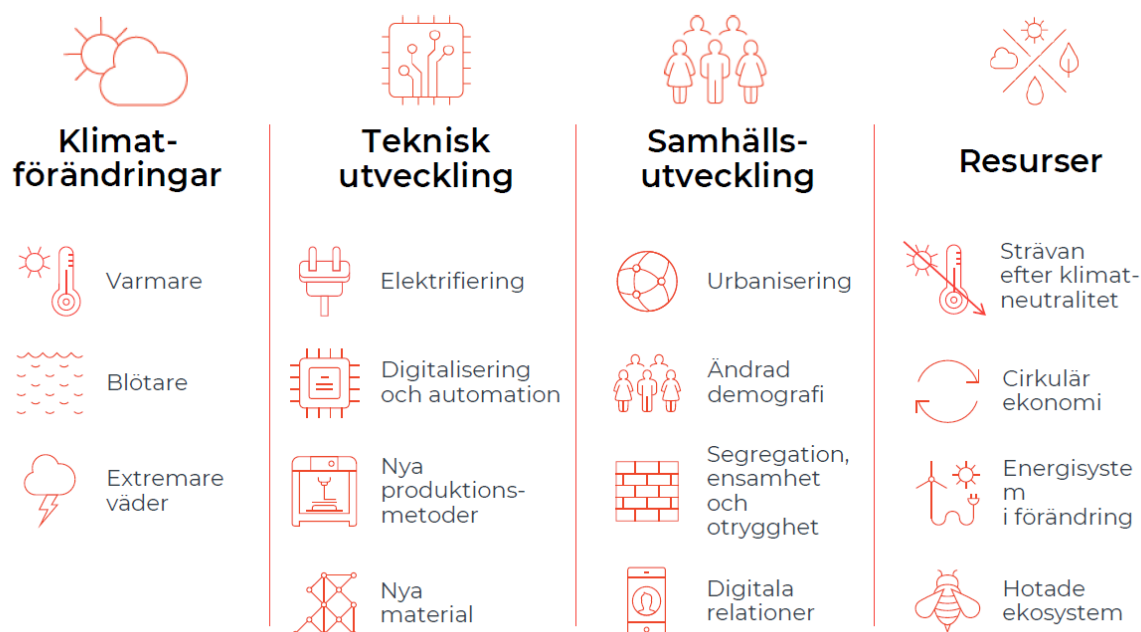 Klimat-
förändringar
Varmare
Blötare
Extremare
väder
Teknisk
utveckling
Elektrifiering
Digitalisering
och automation
Nya
produktions-
metoder
Nya
material
Samhälls-
utveckling
Urbanisering
Ändrad
demografi
Segregation,
ensamhet
och
otrygghet
Digitala
relationer
Resurser
Strävan
efter klimat-
neutralitet
Cirkulär
ekonomi
Energisyste
m
i förändring
Hotade
ekosystem